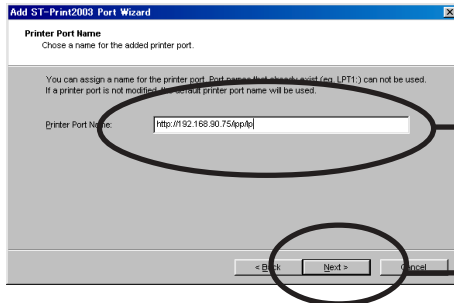 Add ST-Print2003 Port Wizard
Printer Port Name
Chose a name for the added printer port.
You can assign a name for the printer port. Port names that already exist (eg. LPT1:) can not be used.
If a printer port is not modified, the default printer port name will be used.
Printer Port Name:
http://192.168.90.75/ipp/lp
< Back
Next >
Cancel